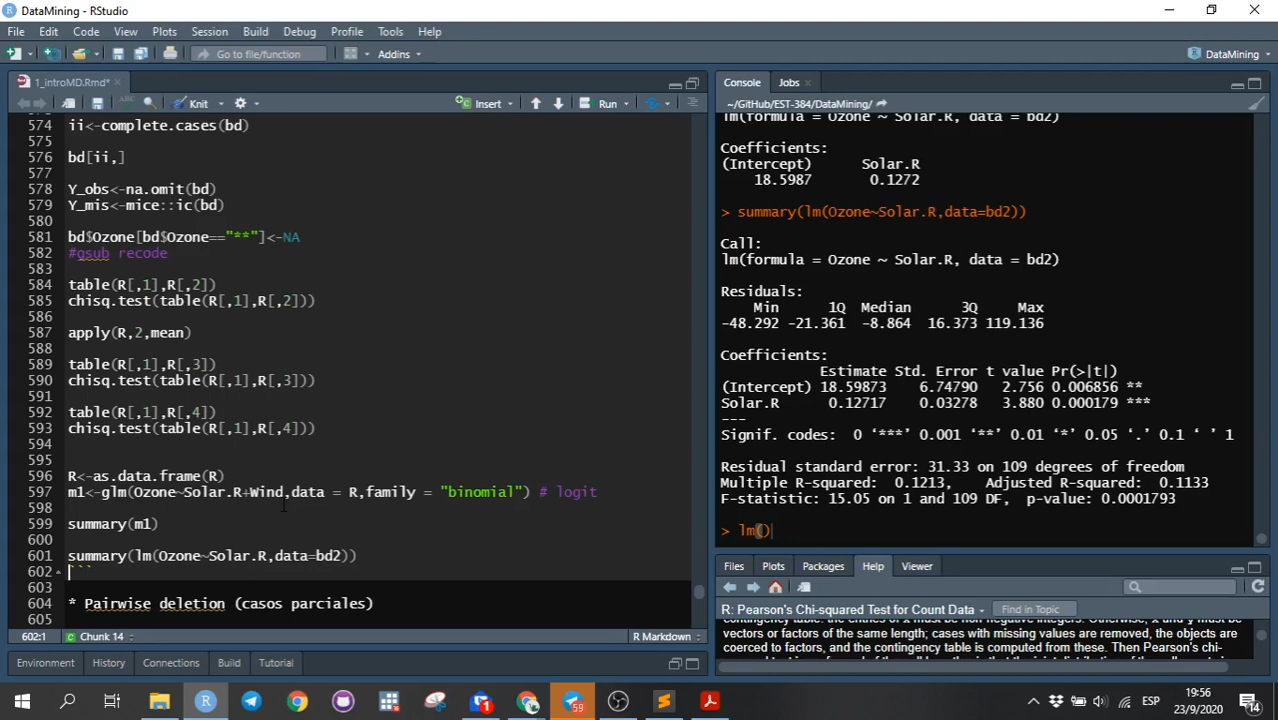 DataMining - RStudio
File Edit Code View Plots Session Build Debug Profile Tools Help
Go to file/function Addins DataMining
1_introMD.Rmd*
Knit Insert Run
574 ii<-complete.cases(bd)
575
576 bd[ii,]
577
578 Y_obs<-na.omit(bd)
579 Y_mis<-mice::ic(bd)
580
581 bd$Ozone[bd$Ozone=="**"]<-NA
582 #gsub recode
583
584 table(R[,1],R[,2])
585 chisq.test(table(R[,1],R[,2]))
586
587 apply(R,2,mean)
588
589 table(R[,1],R[,3])
590 chisq.test(table(R[,1],R[,3]))
591
592 table(R[,1],R[,4])
593 chisq.test(table(R[,1],R[,4]))
594
595
596 R<-as.data.frame(R)
597 m1<-glm(Ozone~Solar.R+Wind,data = R,family = "binomial") # logit
598
599 summary(m1)
600
601 summary(lm(Ozone~Solar.R,data=bd2))
602 ```
603
604 * Pairwise deletion (casos parciales)
605
602:1 Chunk 14 R Markdown
Environment History Connections Build Tutorial
Console Jobs
~/GitHub/EST-384/DataMining/
lm(formula = Ozone ~ Solar.R, data = bd2)
Coefficients:
(Intercept) Solar.R
18.5987 0.1272
> summary(lm(Ozone~Solar.R,data=bd2))
Call:
lm(formula = Ozone ~ Solar.R, data = bd2)
Residuals:
Min 1Q Median 3Q Max
-48.292 -21.361 -8.864 16.373 119.136
Coefficients:
Estimate Std. Error t value Pr(>|t|)
(Intercept) 18.59873 6.74790 2.756 0.006856 **
Solar.R 0.12717 0.03278 3.880 0.000179 ***
---
Signif. codes: 0 ‘***’ 0.001 ‘**’ 0.01 ‘*’ 0.05 ‘.’ 0.1 ‘ ’ 1
Residual standard error: 31.33 on 109 degrees of freedom
Multiple R-squared: 0.1213, Adjusted R-squared: 0.1133
F-statistic: 15.05 on 1 and 109 DF, p-value: 0.0001793
> lm()
Files Plots Packages Help Viewer
R: Pearson's Chi-squared Test for Count Data Find in Topic
contingency table: the entries of x must be non-negative integers. Otherwise, x and y must be
vectors or factors of the same length; cases with missing values are removed, the objects are
coerced to factors, and the contingency table is computed from these. Then Pearson's chi-
59
ESP
19:56
23/9/2020
14